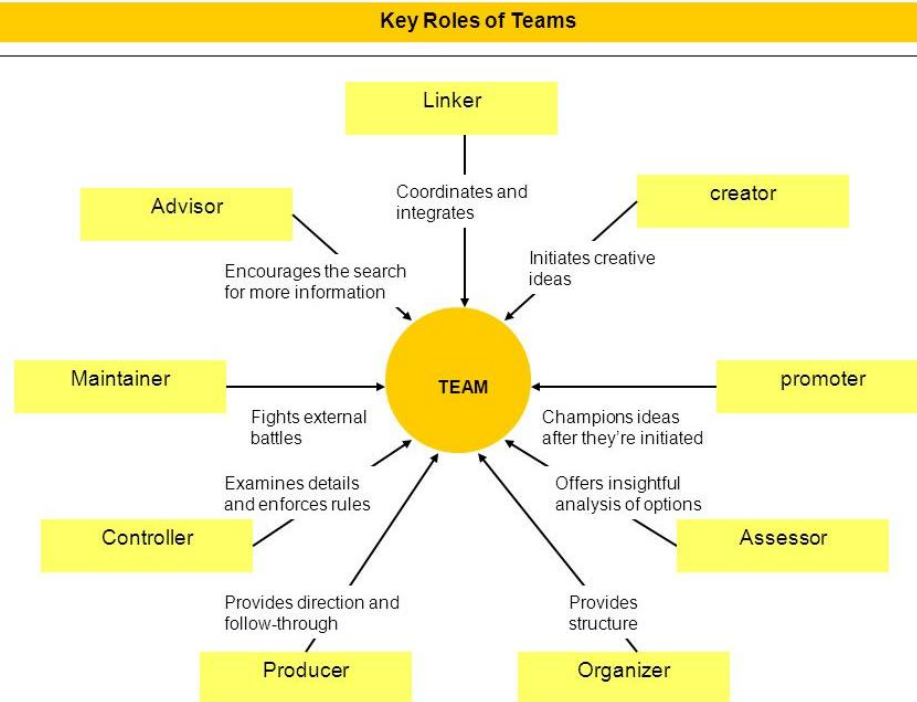 Key Roles of Teams
Linker
Coordinates and
integrates
Advisor
Encourages the search
for more information
creator
Initiates creative
ideas
Maintainer
Fights external
battles
TEAM
promoter
Champions ideas
after they're initiated
Examines details
and enforces rules
Controller
Offers insightful
analysis of options
Assessor
Provides direction and
follow-through
Producer
Provides
structure
Organizer